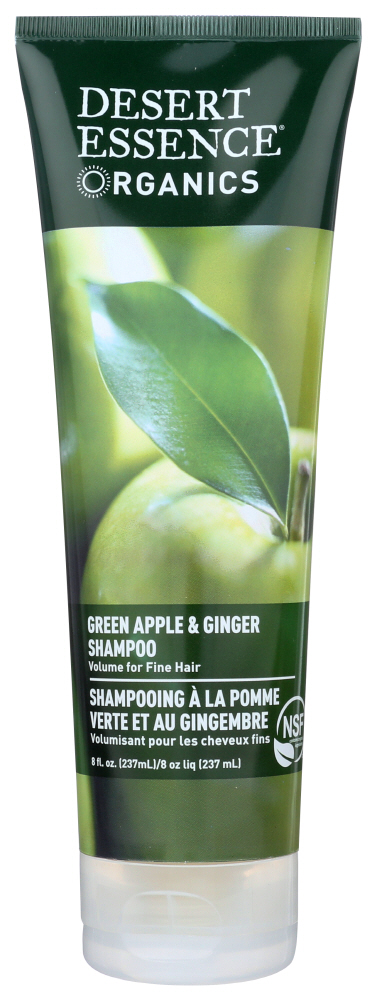 DESERT
ESSENCE®
ORGANICS
GREEN APPLE & GINGER
SHAMPOO
Volume for Fine Hair
SHAMPOOING À LA POMME
VERTE ET AU GINGEMBRE
Volumisant pour les cheveux fins
8 fl. oz. (237mL)/8 oz liq (237 mL)
NSF